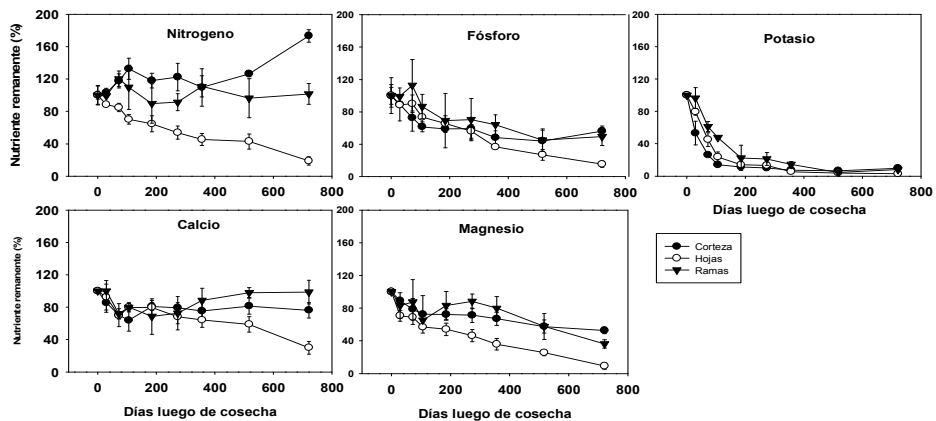 Nitrogeno
Fósforo
Potasio
Nutriente remanente (%)
200
160
120
80
40
0
0 200 400 600 800
200
160
120
80
40
0
0 200 400 600 800
200
160
120
80
40
0
0 200 400 600 800
Días luego de cosecha
Calcio
Magnesio
Nutriente remanente (%)
200
160
120
80
40
0
0 200 400 600 800
Días luego de cosecha
200
160
120
80
40
0
0 200 400 600 800
Días luego de cosecha
Corteza
Hojas
Ramas